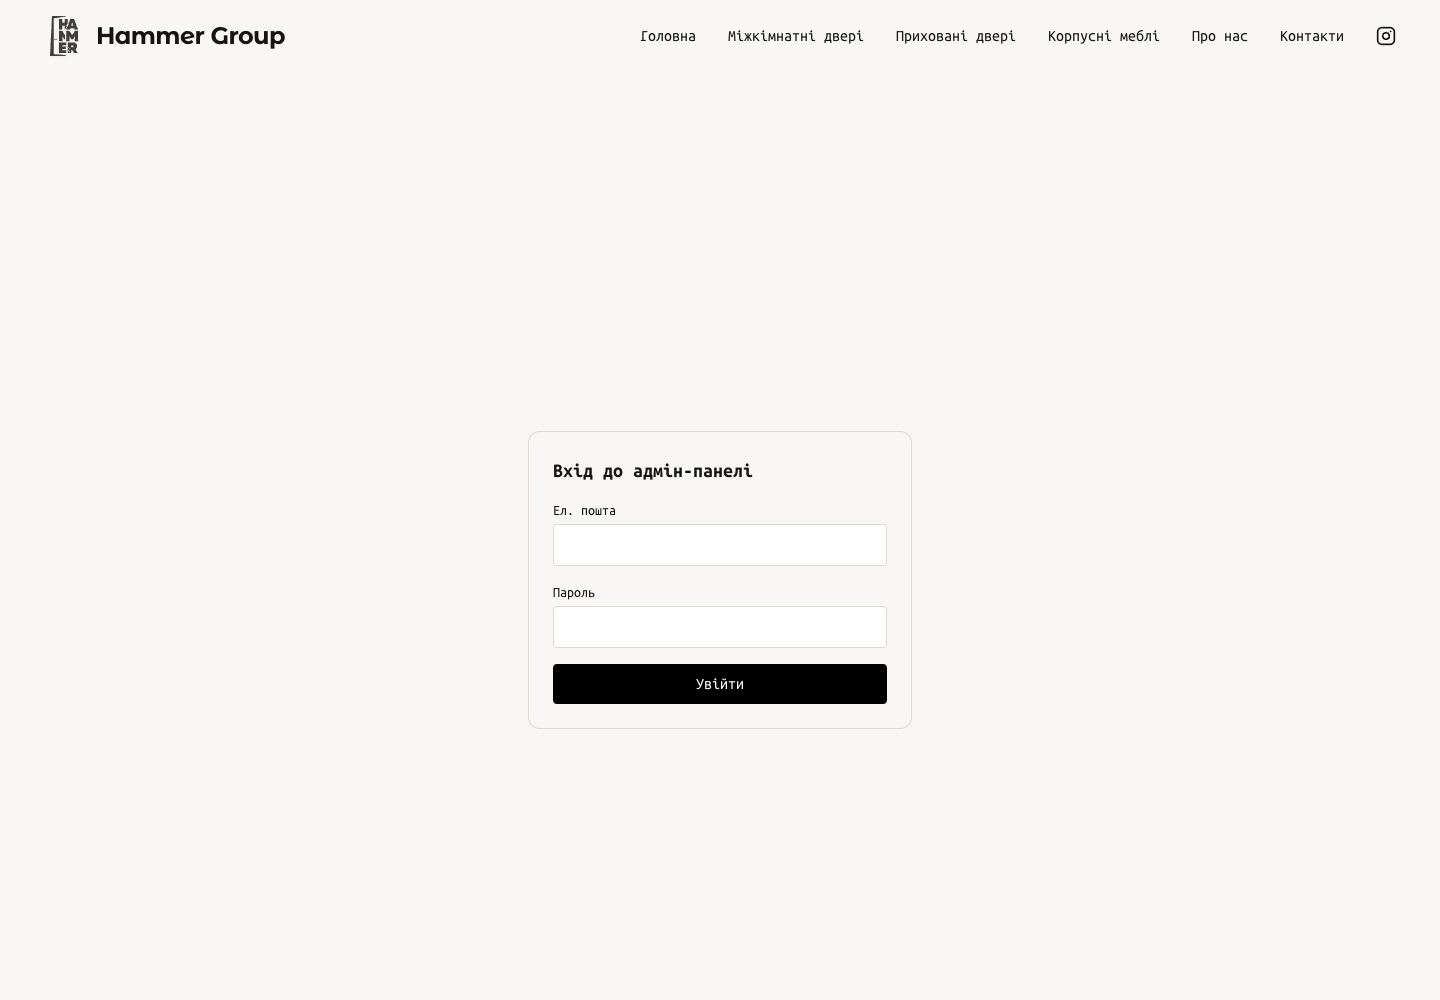 HA
MM
ER
Hammer Group
Головна
Міжкімнатні двері
Приховані двері
Корпусні меблі
Про нас
Контакти
Вхід до адмін-панелі
Ел. пошта
Пароль
Увійти